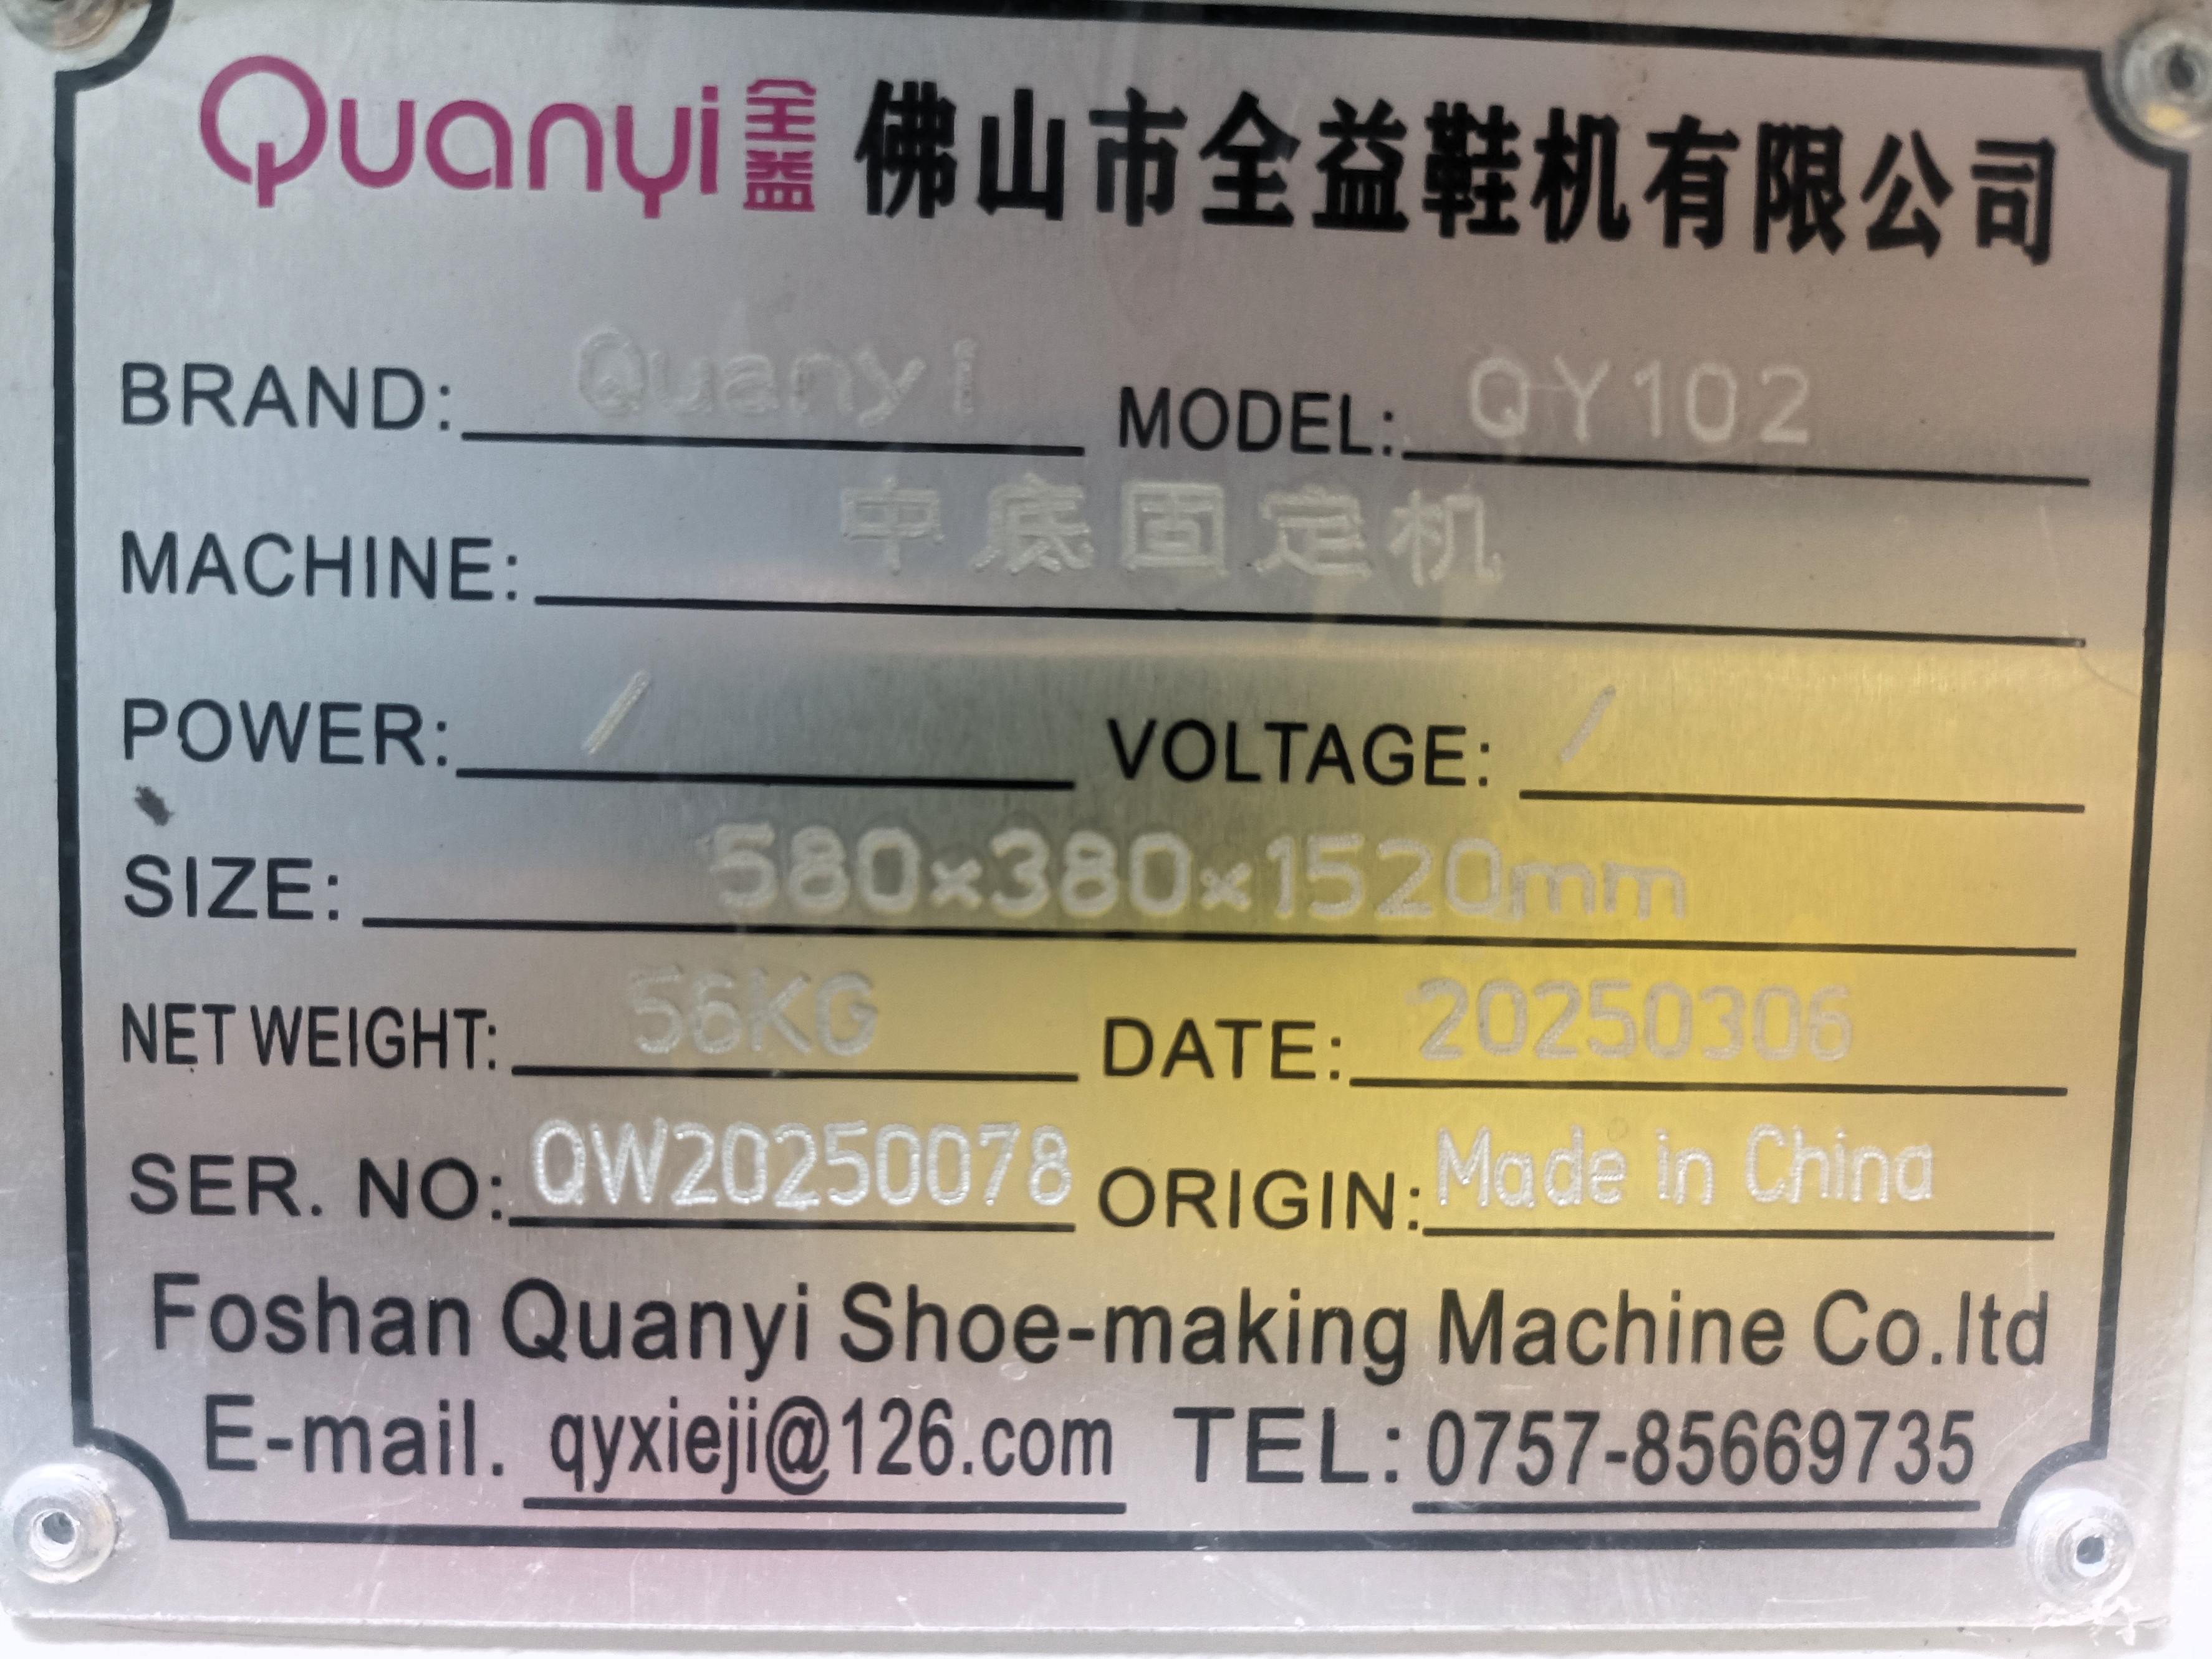 Quanyi 全益 佛山市全益鞋机有限公司
BRAND: Quanyi MODEL: QY102
MACHINE: 中底固定机
POWER: / VOLTAGE: /
SIZE: 580×380×1520mm
NET WEIGHT: 56KG DATE: 20250306
SER. NO: QW20250078 ORIGIN: Made in China
Foshan Quanyi Shoe-making Machine Co.ltd
E-mail. qyxieji@126.com TEL: 0757-85669735